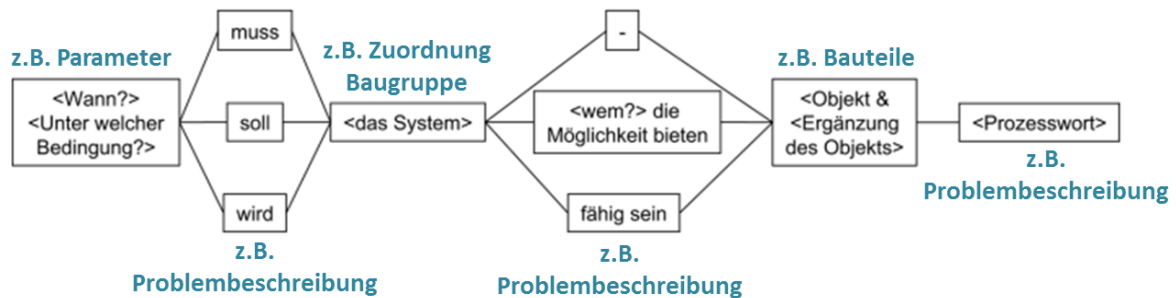 z.B. Parameter
<Wann?>
<Unter welcher
Bedingung?>
muss
soll
wird
z.B.
Problembeschreibung
z.B. Zuordnung
Baugruppe
<das System>
-
<wem?> die
Möglichkeit bieten
fähig sein
z.B.
Problembeschreibung
z.B. Bauteile
<Objekt &
<Ergänzung
des Objekts>
<Prozesswort>
z.B.
Problembeschreibung